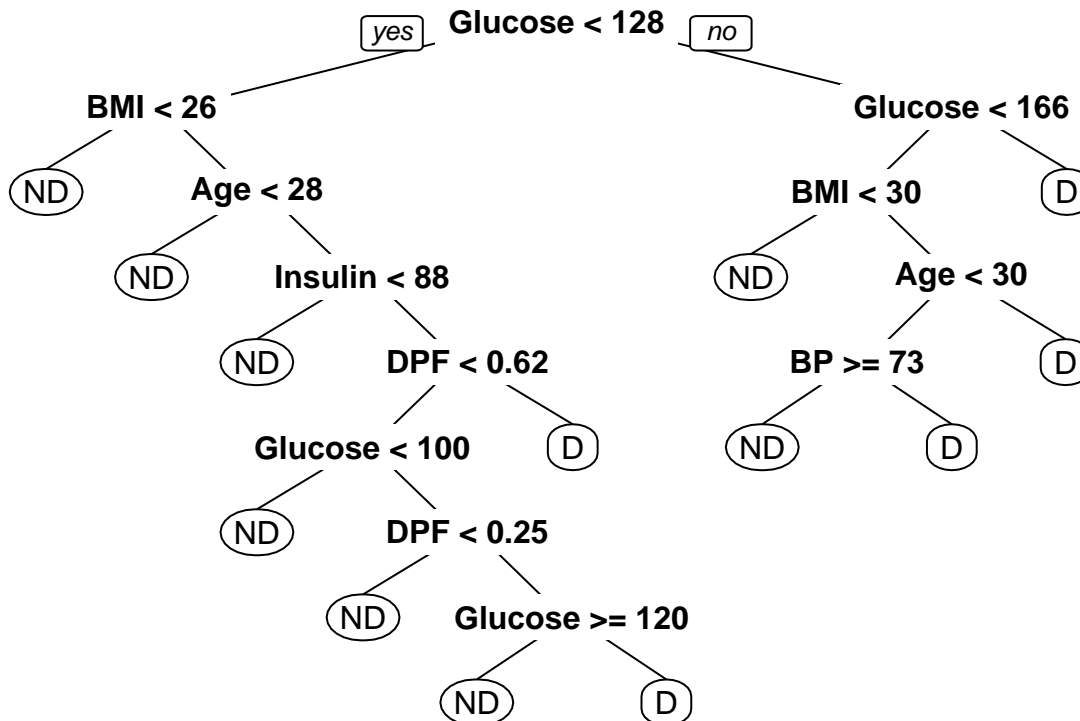 yes Glucose < 128 no
BMI < 26 Glucose < 166
ND Age < 28 BMI < 30 D
ND Insulin < 88 ND Age < 30
ND DPF < 0.62 BP >= 73 D
Glucose < 100 D ND D
ND DPF < 0.25
ND Glucose >= 120
ND D